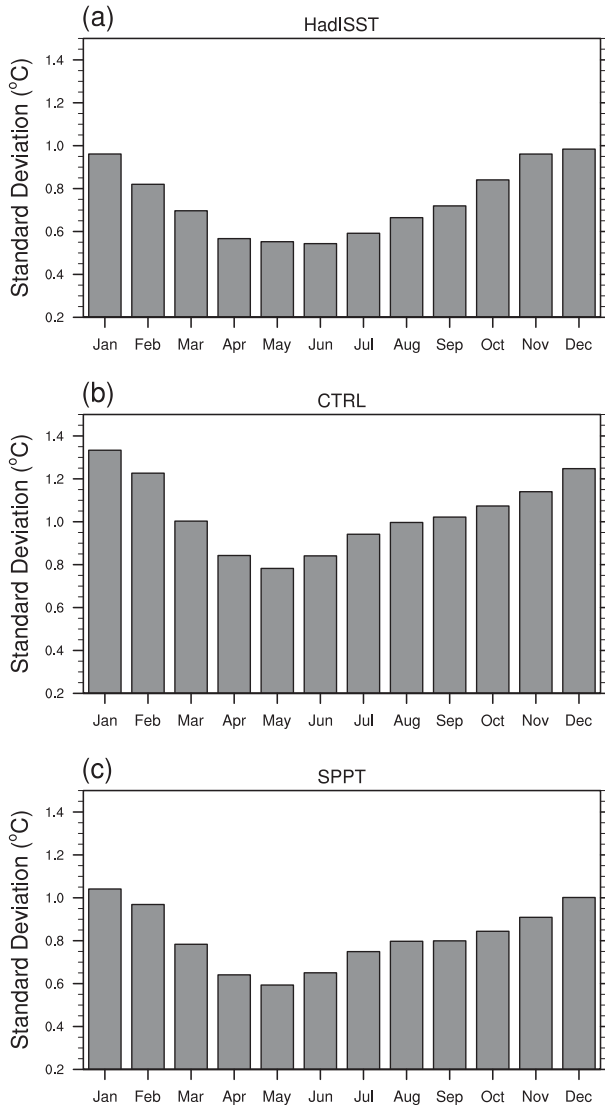 (a)
HadISST
Standard Deviation (°C)
1.4
1.2
1.0
0.8
0.6
0.4
0.2
Jan Feb Mar Apr May Jun Jul Aug Sep Oct Nov Dec
(b)
CTRL
Standard Deviation (°C)
1.4
1.2
1.0
0.8
0.6
0.4
0.2
Jan Feb Mar Apr May Jun Jul Aug Sep Oct Nov Dec
(c)
SPPT
Standard Deviation (°C)
1.4
1.2
1.0
0.8
0.6
0.4
0.2
Jan Feb Mar Apr May Jun Jul Aug Sep Oct Nov Dec